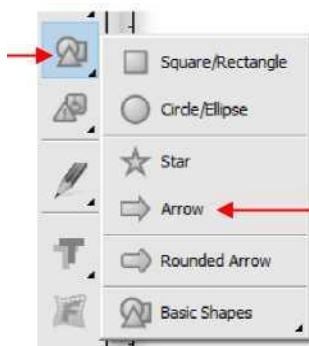 Square/Rectangle
Circle/Ellipse
Star
Arrow
Rounded Arrow
Basic Shapes